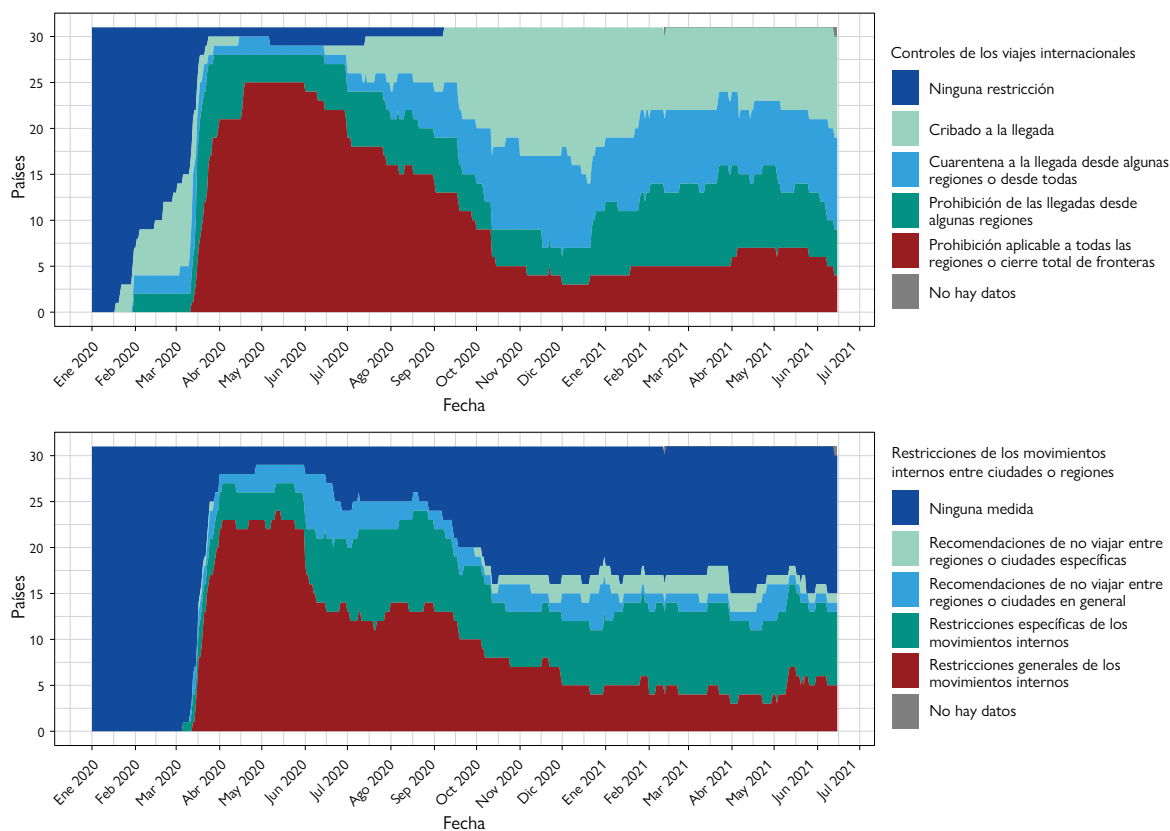 Controles de los viajes internacionales
Ninguna restricción
Cribado a la llegada
Cuarentena a la llegada desde algunas
regiones o desde todas
Prohibición de las llegadas desde
algunas regiones
Prohibición aplicable a todas las
regiones o cierre total de fronteras
No hay datos
Países
30
25
20
15
10
5
0
Ene 2020
Feb 2020
Mar 2020
Abr 2020
May 2020
Jun 2020
Jul 2020
Ago 2020
Sep 2020
Oct 2020
Nov 2020
Dic 2020
Ene 2021
Feb 2021
Mar 2021
Abr 2021
May 2021
Jun 2021
Jul 2021
Fecha
Restricciones de los movimientos
internos entre ciudades o regiones
Ninguna medida
Recomendaciones de no viajar entre
regiones o ciudades específicas
Recomendaciones de no viajar entre
regiones o ciudades en general
Restricciones específicas de los
movimientos internos
Restricciones generales de los
movimientos internos
No hay datos
Países
30
25
20
15
10
5
0
Ene 2020
Feb 2020
Mar 2020
Abr 2020
May 2020
Jun 2020
Jul 2020
Ago 2020
Sep 2020
Oct 2020
Nov 2020
Dic 2020
Ene 2021
Feb 2021
Mar 2021
Abr 2021
May 2021
Jun 2021
Jul 2021
Fecha